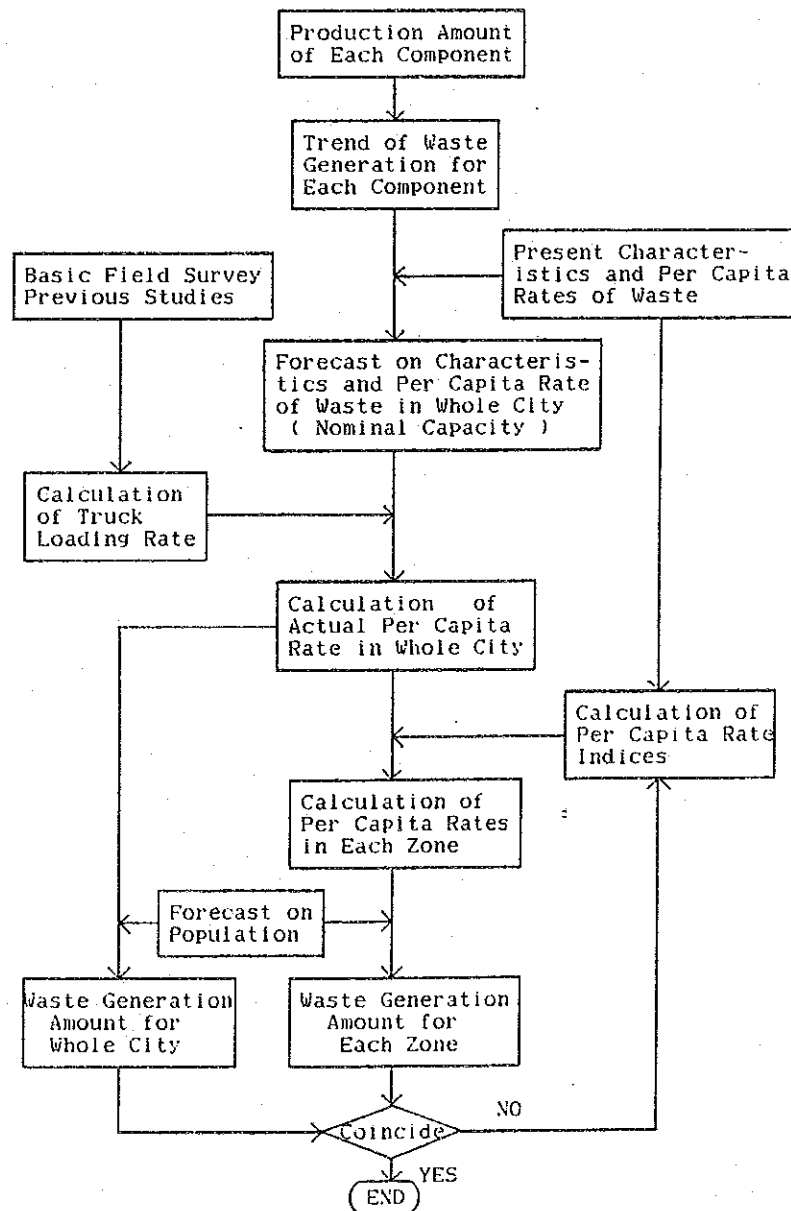 Production Amount
of Each Component
Trend of Waste
Generation for
Each Component
Basic Field Survey
Previous Studies
Present Character-
istics and Per Capita
Rates of Waste
Forecast on Characteris-
tics and Per Capita Rate
of Waste in Whole City
( Nominal Capacity )
Calculation
of Truck
Loading Rate
Calculation of
Actual Per Capita
Rate in Whole City
Calculation of
Per Capita Rate
Indices
Calculation of
Per Capita Rates
in Each Zone
Forecast on
Population
Waste Generation
Amount for
Whole City
Waste Generation
Amount for
Each Zone
Coincide
NO
YES
END